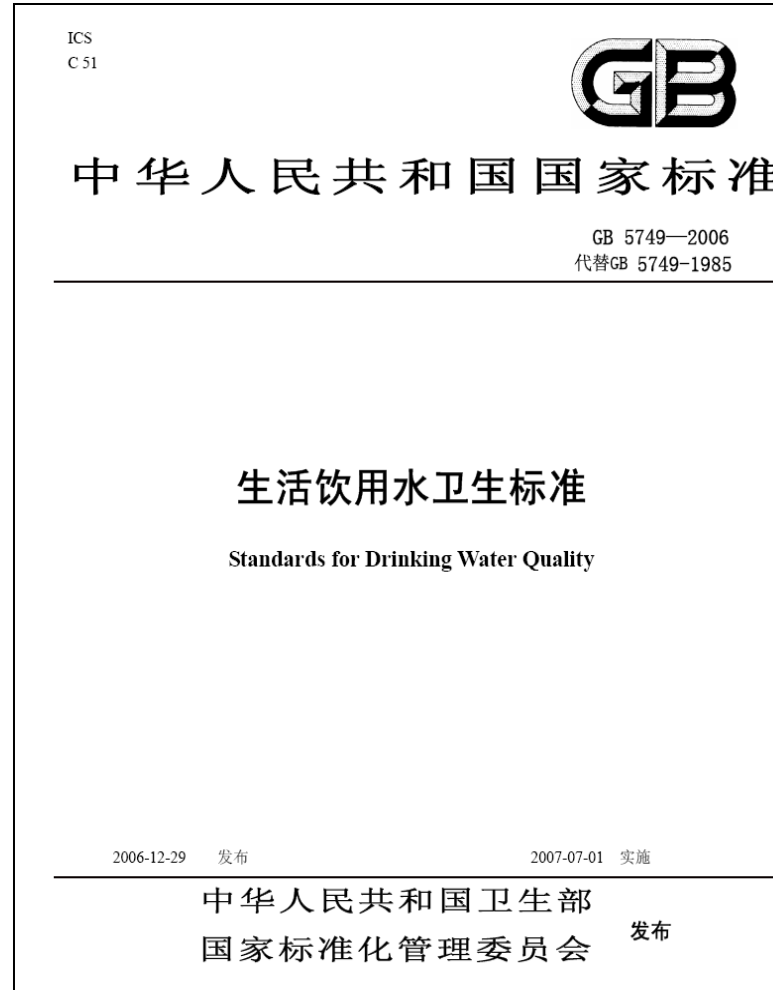 ICS
C 51
GB
中华人民共和国国家标准
GB 5749—2006
代替GB 5749-1985
生活饮用水卫生标准
Standards for Drinking Water Quality
2006-12-29 发布 2007-07-01 实施
中华人民共和国卫生部
国家标准化管理委员会 发布